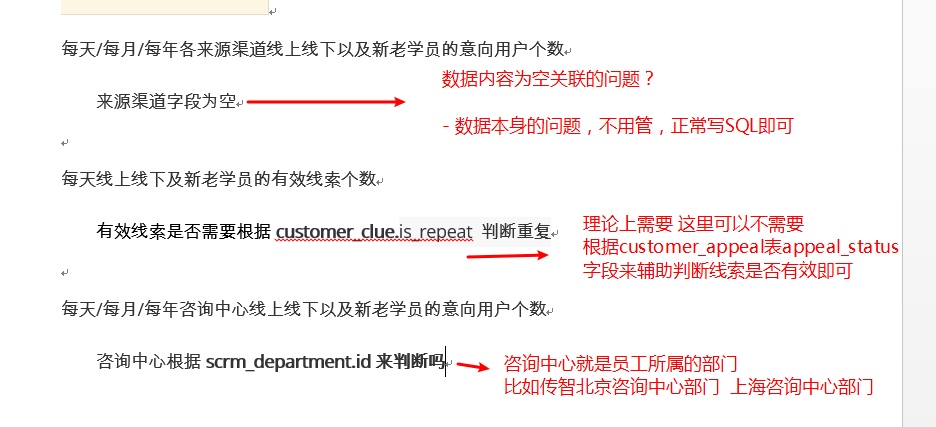 每天/每月/每年各来源渠道线上线下以及新老学员的意向用户个数
数据内容为空关联的问题？
来源渠道字段为空
- 数据本身的问题，不用管，正常写SQL即可
每天线上线下及新老学员的有效线索个数
有效线索是否需要根据 customer_clue.is_repeat 判断重复
理论上需要 这里可以不需要
根据customer_appeal表appeal_status
字段来辅助判断线索是否有效即可
每天/每月/每年咨询中心线上线下以及新老学员的意向用户个数
咨询中心根据 scrm_department.id 来判断吗
咨询中心就是员工所属的部门
比如传智北京咨询中心部门 上海咨询中心部门